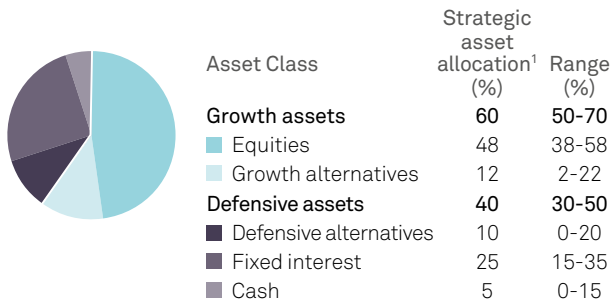 Asset Class
Strategic
asset
allocation¹
(%)
Range
(%)
Growth assets 60 50-70
Equities 48 38-58
Growth alternatives 12 2-22
Defensive assets 40 30-50
Defensive alternatives 10 0-20
Fixed interest 25 15-35
Cash 5 0-15